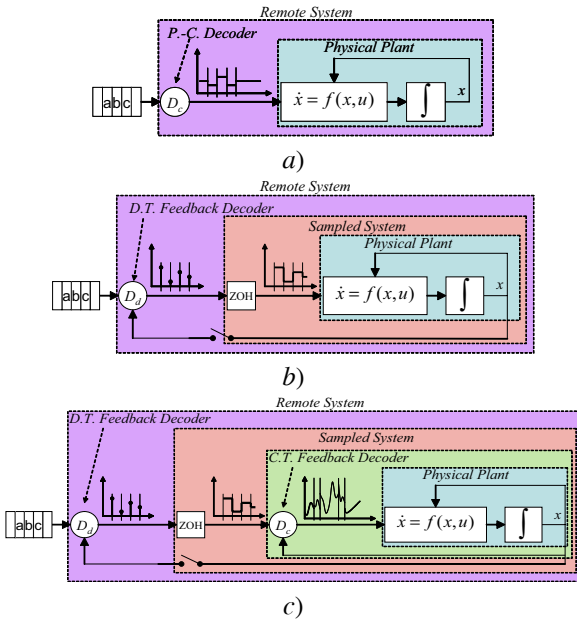 Remote System
P.-C. Decoder
Physical Plant
abc
D_c
ẋ = f(x,u)
∫
x
a)
Remote System
D.T. Feedback Decoder
Sampled System
Physical Plant
abc
D_d
ZOH
ẋ = f(x,u)
∫
x
b)
Remote System
D.T. Feedback Decoder
Sampled System
C.T. Feedback Decoder
Physical Plant
abc
D_d
ZOH
D_c
ẋ = f(x,u)
∫
x
c)